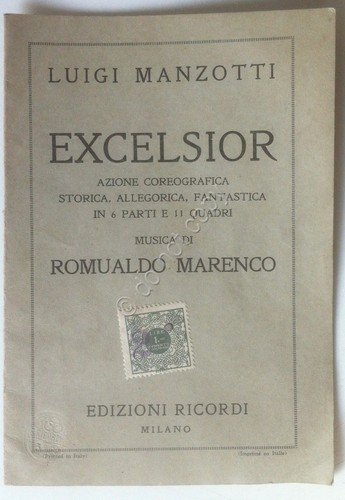 LUIGI MANZOTTI
EXCELSIOR
AZIONE COREOGRAFICA
STORICA, ALLEGORICA, FANTASTICA
IN 6 PARTI E 11 QUADRI
MUSICA DI
ROMUALDO MARENCO
LIRE
EDIZIONI RICORDI
MILANO
(Printed in Italy) (Imprimé en Italie)